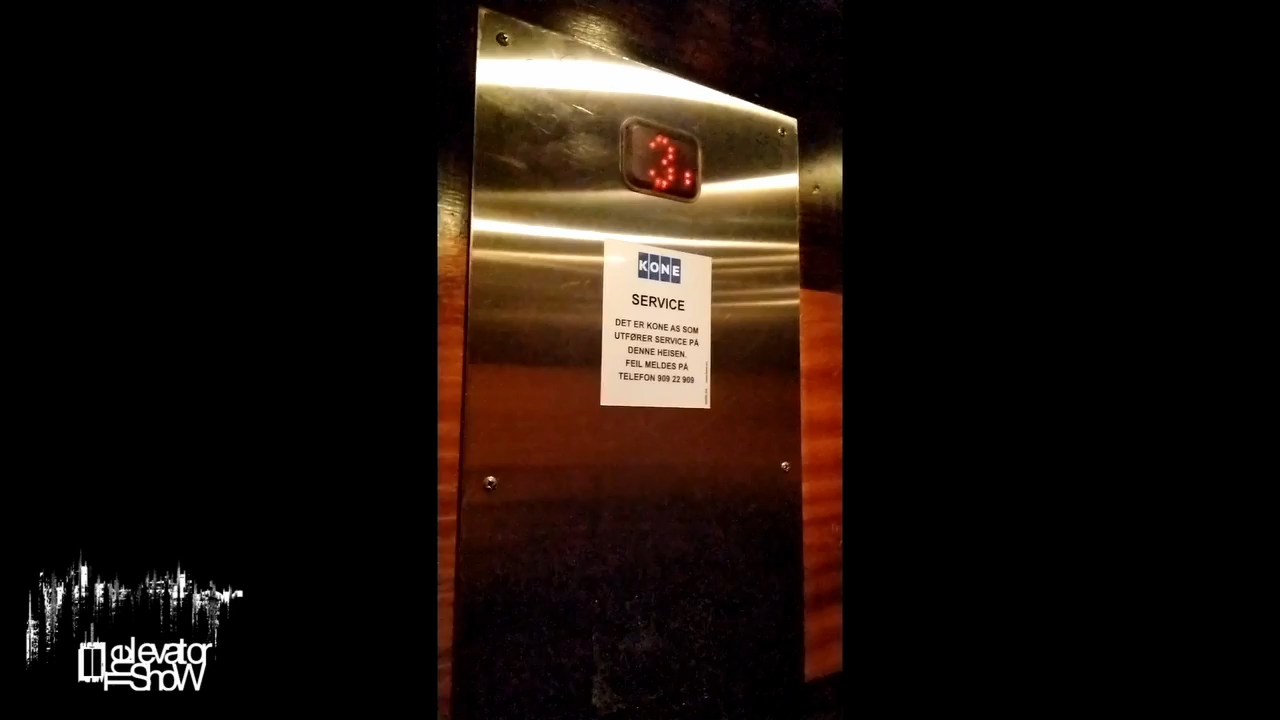 3
KONE
SERVICE
DET ER KONE AS SOM
UTFØRER SERVICE PÅ
DENNE HEISEN.
FEIL MELDES PÅ
TELEFON 909 22 909
The elevator
Show